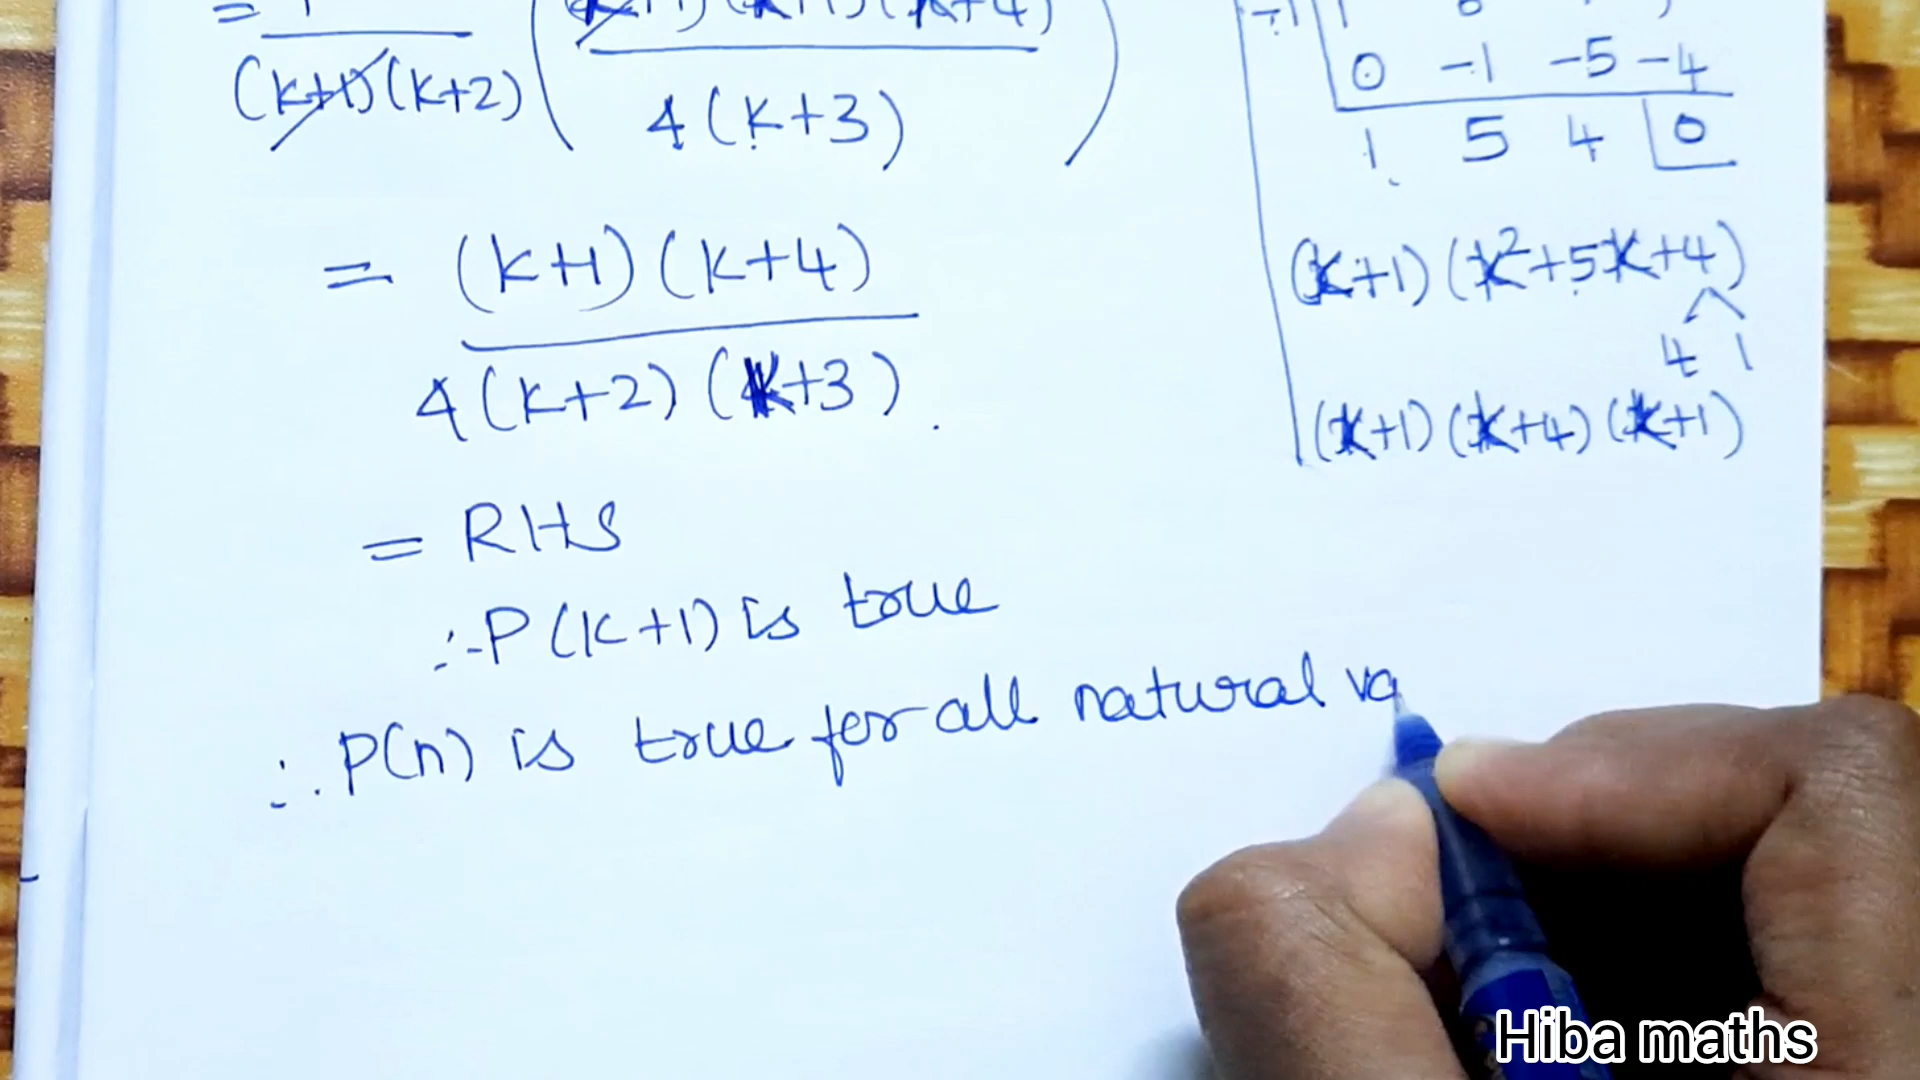 =
(k+1)(k+2) 4(k+3)
= (k+1)(k+4)
4(k+2)(k+3)
= RHS
∴ P(k+1) is true
∴ P(n) is true for all natural va
-1 | 1
0 -1 -5 -4
1 5 4 0
(k+1)(k²+5k+4)
4 1
(k+1)(k+4)(k+1)
Hiba maths